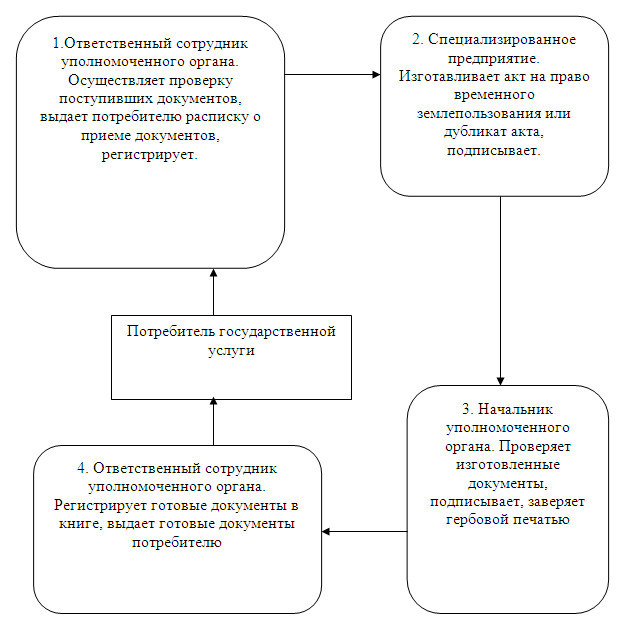 1.Ответственный сотрудник
уполномоченного органа.
Осуществляет проверку
поступивших документов,
выдает потребителю расписку о
приеме документов,
регистрирует.
2. Специализированное
предприятие.
Изготавливает акт на право
временного
землепользования или
дубликат акта,
подписывает.
Потребитель государственной
услуги
3. Начальник
уполномоченного
органа. Проверяет
изготовленные
документы,
подписывает, заверяет
гербовой печатью
4. Ответственный сотрудник
уполномоченного органа.
Регистрирует готовые документы в
книге, выдает готовые документы
потребителю